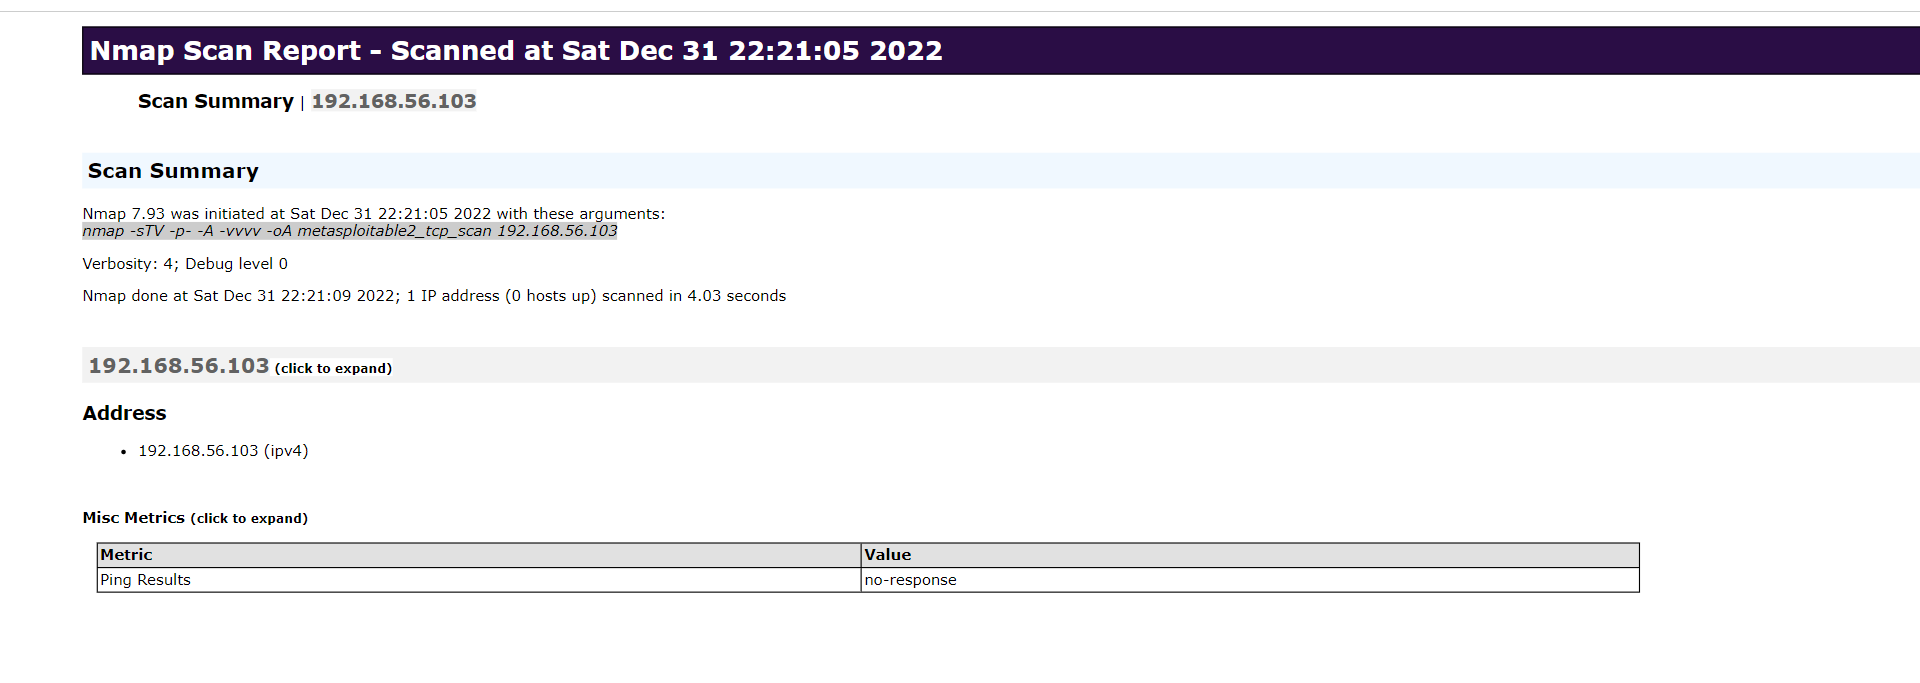 Nmap Scan Report - Scanned at Sat Dec 31 22:21:05 2022
Scan Summary | 192.168.56.103
Scan Summary
Nmap 7.93 was initiated at Sat Dec 31 22:21:05 2022 with these arguments:
nmap -sTV -p- -A -vvvv -oA metasploitable2_tcp_scan 192.168.56.103
Verbosity: 4; Debug level 0
Nmap done at Sat Dec 31 22:21:09 2022; 1 IP address (0 hosts up) scanned in 4.03 seconds
192.168.56.103 (click to expand)
Address
• 192.168.56.103 (ipv4)
Misc Metrics (click to expand)
Metric Value
Ping Results no-response